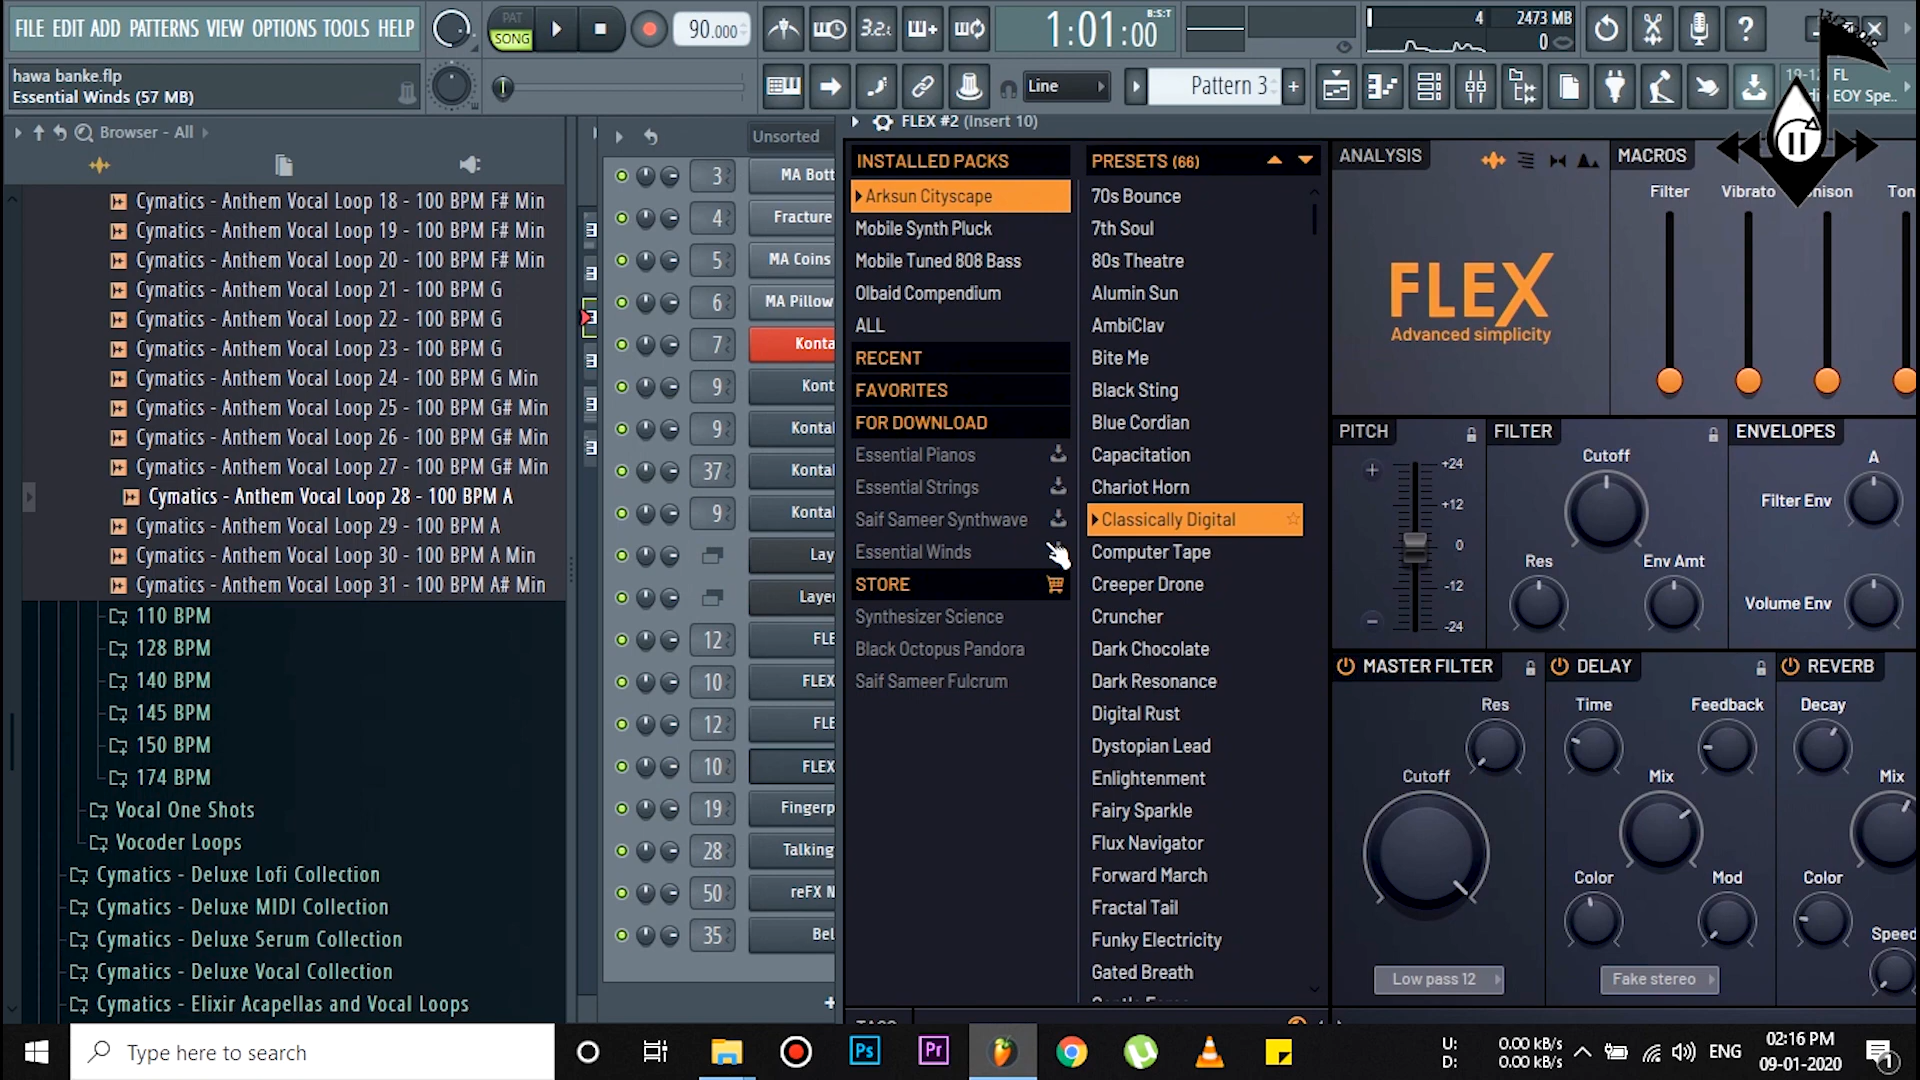 FILE EDIT ADD PATTERNS VIEW OPTIONS TOOLS HELP
PAT
SONG
90.000
3.2
1:01:00
B:S:T
4
2473 MB
0
hawa banke.flp
Essential Winds (57 MB)
Line
Pattern 3
+
19-12 FL
EOY Spe..
Browser - All
Unsorted
Cymatics - Anthem Vocal Loop 18 - 100 BPM F# Min
Cymatics - Anthem Vocal Loop 19 - 100 BPM F# Min
Cymatics - Anthem Vocal Loop 20 - 100 BPM F# Min
Cymatics - Anthem Vocal Loop 21 - 100 BPM G
Cymatics - Anthem Vocal Loop 22 - 100 BPM G
Cymatics - Anthem Vocal Loop 23 - 100 BPM G
Cymatics - Anthem Vocal Loop 24 - 100 BPM G Min
Cymatics - Anthem Vocal Loop 25 - 100 BPM G# Min
Cymatics - Anthem Vocal Loop 26 - 100 BPM G# Min
Cymatics - Anthem Vocal Loop 27 - 100 BPM G# Min
Cymatics - Anthem Vocal Loop 28 - 100 BPM A
Cymatics - Anthem Vocal Loop 29 - 100 BPM A
Cymatics - Anthem Vocal Loop 30 - 100 BPM A Min
Cymatics - Anthem Vocal Loop 31 - 100 BPM A# Min
110 BPM
128 BPM
140 BPM
145 BPM
150 BPM
174 BPM
Vocal One Shots
Vocoder Loops
Cymatics - Deluxe Lofi Collection
Cymatics - Deluxe MIDI Collection
Cymatics - Deluxe Serum Collection
Cymatics - Deluxe Vocal Collection
Cymatics - Elixir Acapellas and Vocal Loops
3 MA Bott
4 Fracture
5 MA Coins
6 MA Pillow
7 Konta
9 Kont
9 Kontal
37 Kontal
9 Kontal
Lay
Laye
12 FLE
10 FLEX
12 FLE
10 FLEX
19 Fingerp
28 Talking
50 reFX N
35 Bel
+
FLEX #2 (Insert 10)
INSTALLED PACKS
Arksun Cityscape
Mobile Synth Pluck
Mobile Tuned 808 Bass
Olbaid Compendium
ALL
RECENT
FAVORITES
FOR DOWNLOAD
Essential Pianos
Essential Strings
Saif Sameer Synthwave
Essential Winds
STORE
Synthesizer Science
Black Octopus Pandora
Saif Sameer Fulcrum
PRESETS (66)
70s Bounce
7th Soul
80s Theatre
Alumin Sun
AmbiClav
Bite Me
Black Sting
Blue Cordian
Capacitation
Chariot Horn
Classically Digital
Computer Tape
Creeper Drone
Cruncher
Dark Chocolate
Dark Resonance
Digital Rust
Dystopian Lead
Enlightenment
Fairy Sparkle
Flux Navigator
Forward March
Fractal Tail
Funky Electricity
Gated Breath
ANALYSIS
FLEX
Advanced simplicity
MACROS
Filter
Vibrato
nison
Ton
PITCH
+24
+12
0
-12
-24
FILTER
Cutoff
Res
Env Amt
ENVELOPES
A
Filter Env
Volume Env
MASTER FILTER
Res
Cutoff
Low pass 12
DELAY
Time
Feedback
Mix
Color
Mod
Fake stereo
REVERB
Decay
Mix
Color
Speed
Type here to search
Ps
Pr
U: 0.00 kB/s
D: 0.00 kB/s
ENG
02:16 PM
09-01-2020
1